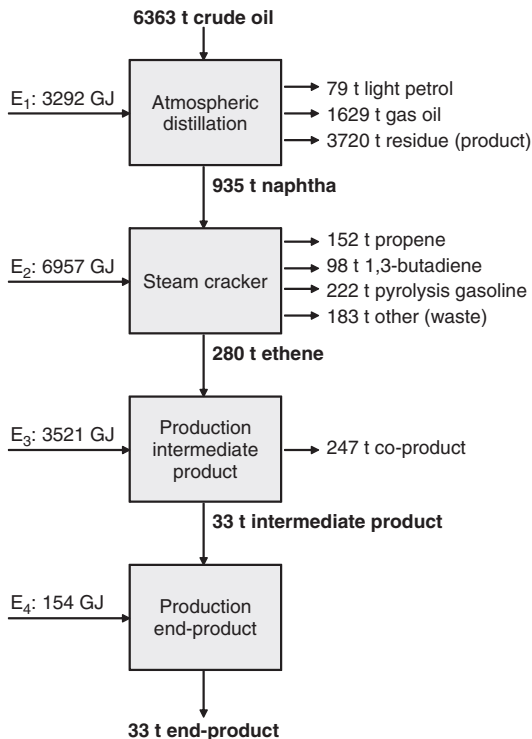 6363 t crude oil
E₁: 3292 GJ
Atmospheric
distillation
79 t light petrol
1629 t gas oil
3720 t residue (product)
935 t naphtha
E₂: 6957 GJ
Steam cracker
152 t propene
98 t 1,3-butadiene
222 t pyrolysis gasoline
183 t other (waste)
280 t ethene
E₃: 3521 GJ
Production
intermediate
product
247 t co-product
33 t intermediate product
E₄: 154 GJ
Production
end-product
33 t end-product